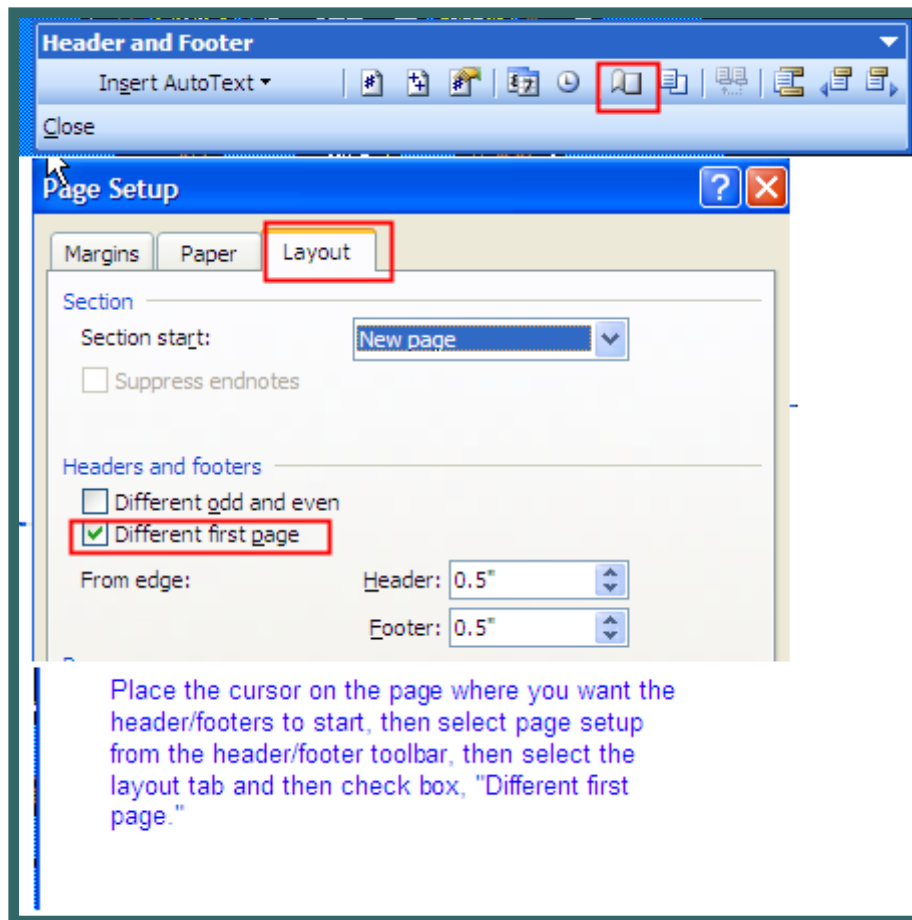 Header and Footer
Insert AutoText
Close
Page Setup
Margins Paper Layout
Section
Section start: New page
Suppress endnotes
Headers and footers
Different odd and even
Different first page
From edge: Header: 0.5"
Footer: 0.5"
Place the cursor on the page where you want the
header/footers to start, then select page setup
from the header/footer toolbar, then select the
layout tab and then check box, "Different first
page."